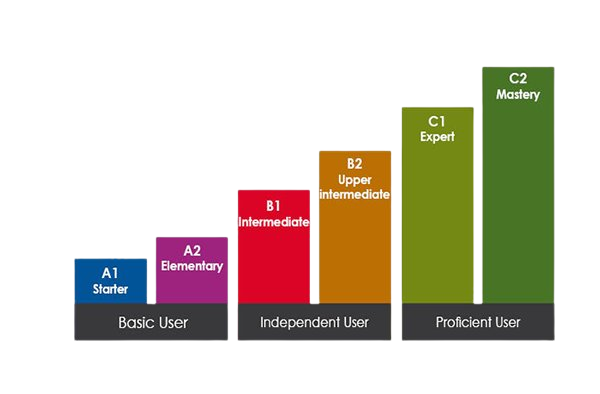 A1
Starter
A2
Elementary
B1
Intermediate
B2
Upper
intermediate
C1
Expert
C2
Mastery
Basic User
Independent User
Proficient User